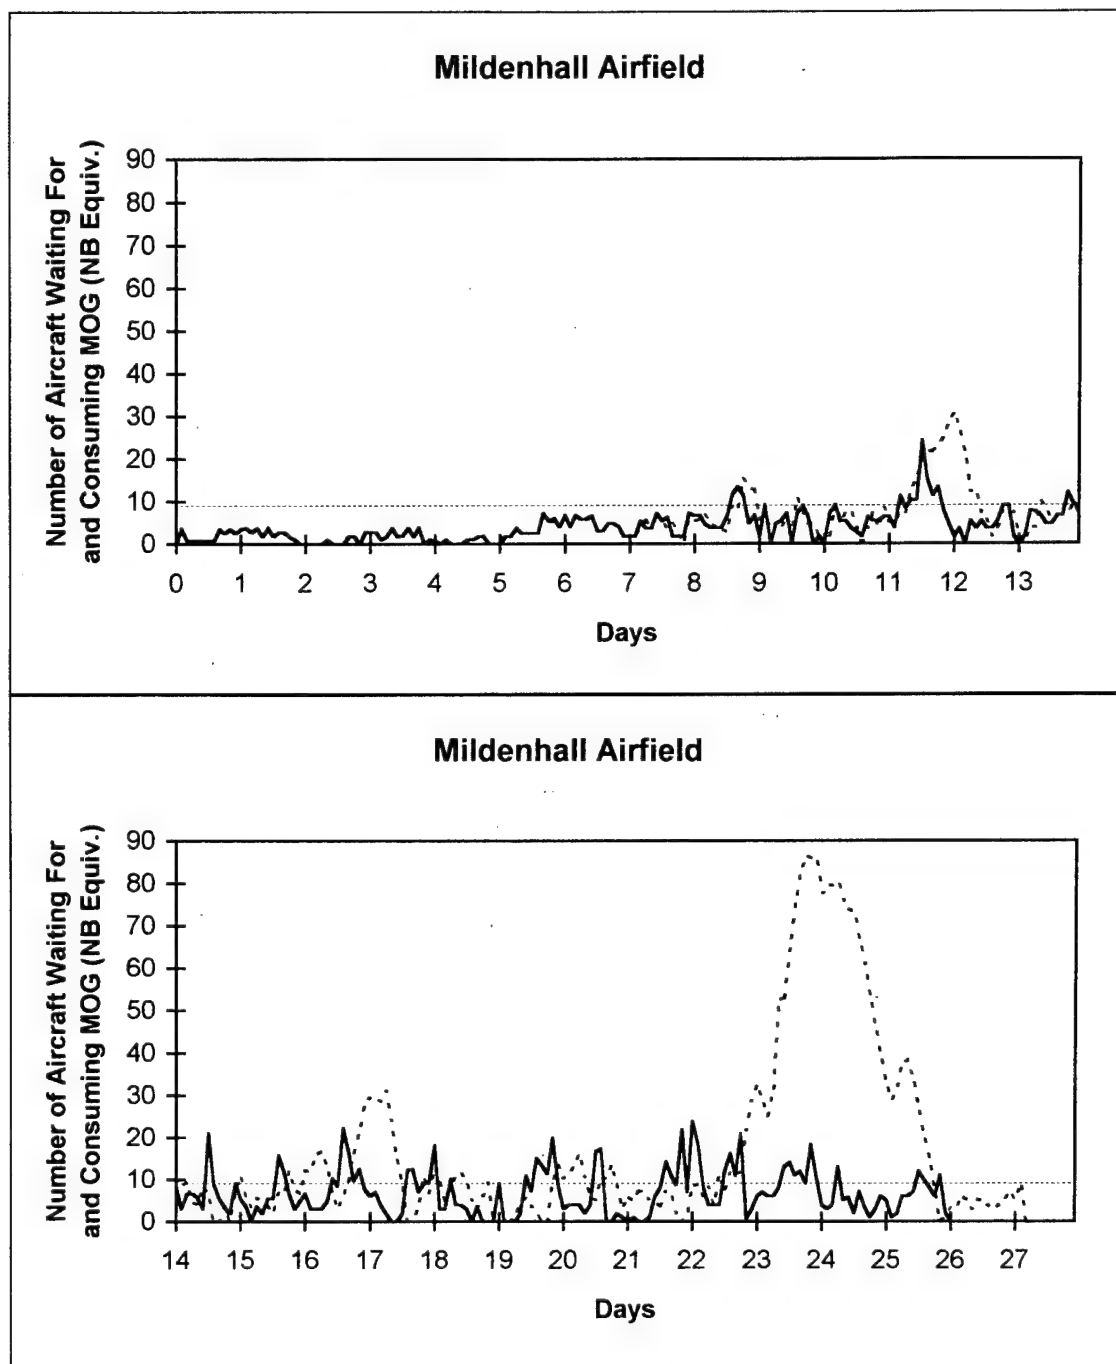 Mildenhall Airfield
Number of Aircraft Waiting For
and Consuming MOG (NB Equiv.)
90
80
70
60
50
40
30
20
10
0
0 1 2 3 4 5 6 7 8 9 10 11 12 13
Days
Mildenhall Airfield
Number of Aircraft Waiting For
and Consuming MOG (NB Equiv.)
90
80
70
60
50
40
30
20
10
0
14 15 16 17 18 19 20 21 22 23 24 25 26 27
Days